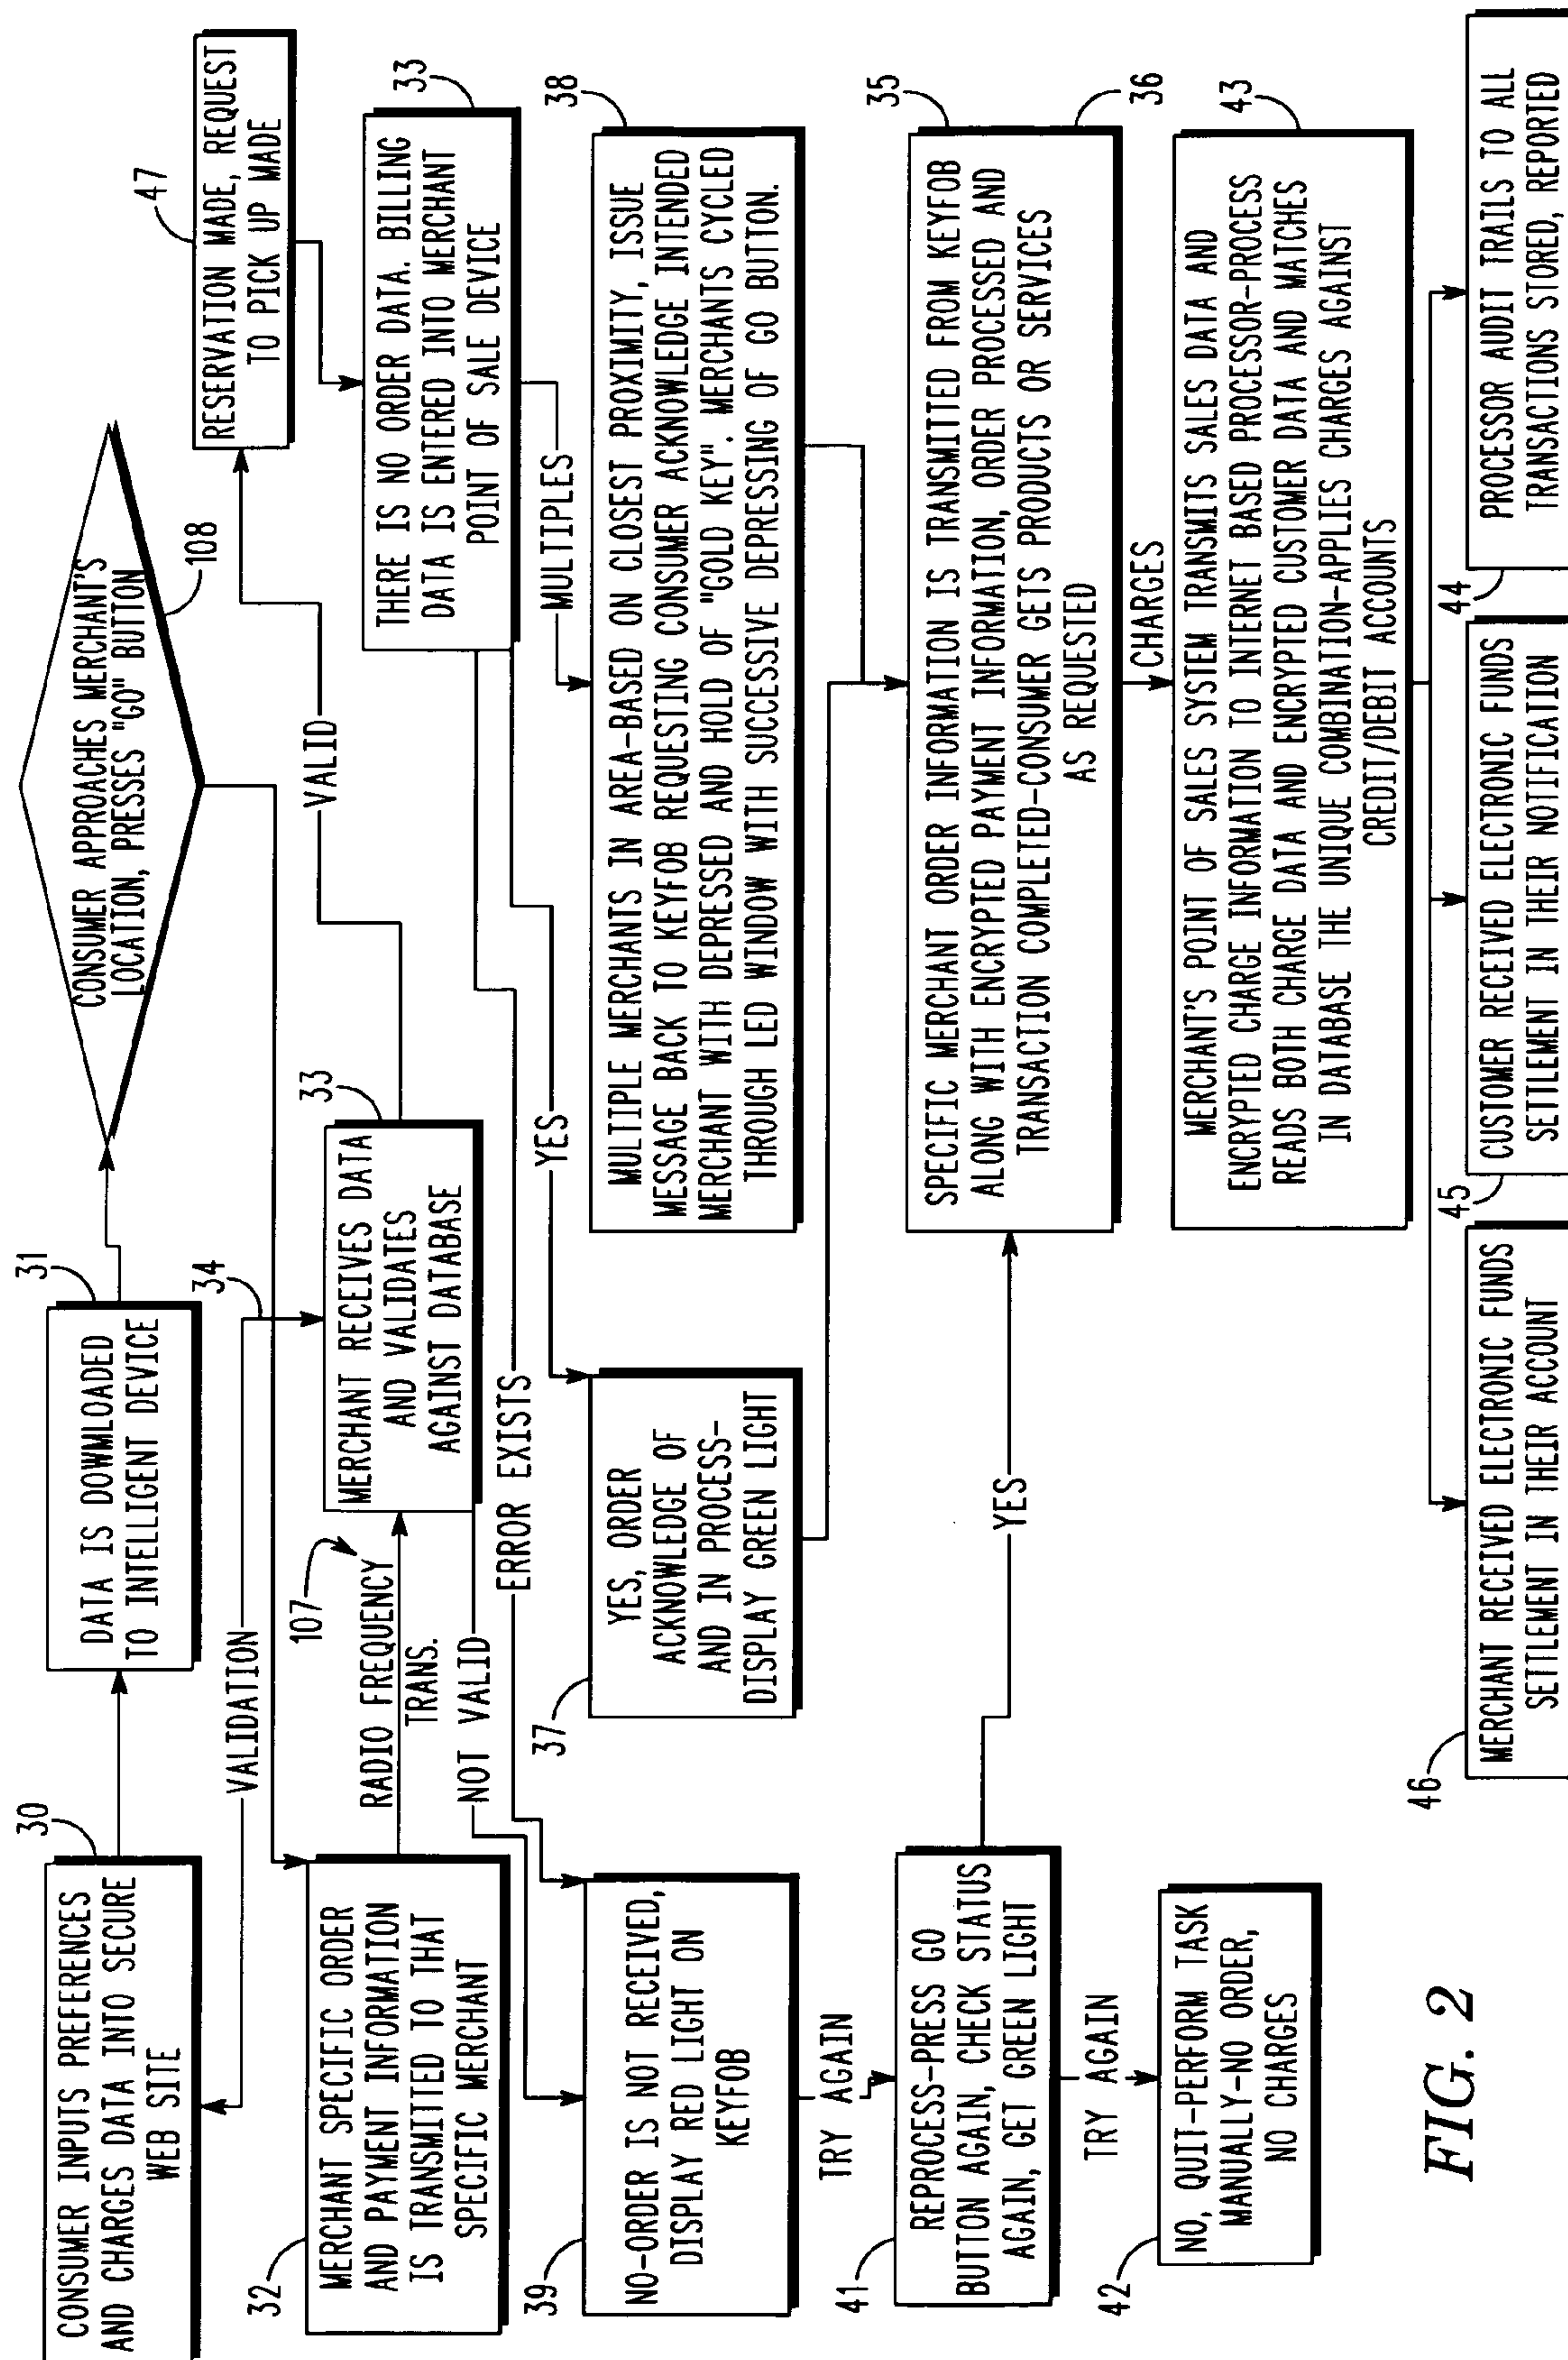 30
CONSUMER INPUTS PREFERENCES
AND CHARGES DATA INTO SECURE
WEB SITE
31
DATA IS DOWMLOADED
TO INTELLIGENT DEVICE
CONSUMER APPROACHES MERCHANT'S
LOCATION, PRESSES "GO" BUTTON
108
VALIDATION
34
VALID
47
RESERVATION MADE, REQUEST
TO PICK UP MADE
32
MERCHANT SPECIFIC ORDER
AND PAYMENT INFORMATION
IS TRANSMITTED TO THAT
SPECIFIC MERCHANT
107
RADIO FREQUENCY
TRANS.
33
MERCHANT RECEIVES DATA
AND VALIDATES
AGAINST DATABASE
33
THERE IS NO ORDER DATA. BILLING
DATA IS ENTERED INTO MERCHANT
POINT OF SALE DEVICE
NOT VALID
ERROR EXISTS
YES
MULTIPLES
39
NO-ORDER IS NOT RECEIVED,
DISPLAY RED LIGHT ON
KEYFOB
37
YES, ORDER
ACKNOWLEDGE OF
AND IN PROCESS-
DISPLAY GREEN LIGHT
38
MULTIPLE MERCHANTS IN AREA-BASED ON CLOSEST PROXIMITY, ISSUE
MESSAGE BACK TO KEYFOB REQUESTING CONSUMER ACKNOWLEDGE INTENDED
MERCHANT WITH DEPRESSED AND HOLD OF "GOLD KEY". MERCHANTS CYCLED
THROUGH LED WINDOW WITH SUCCESSIVE DEPRESSING OF GO BUTTON.
TRY AGAIN
41
REPROCESS-PRESS GO
BUTTON AGAIN, CHECK STATUS
AGAIN, GET GREEN LIGHT
YES
35
SPECIFIC MERCHANT ORDER INFORMATION IS TRANSMITTED FROM KEYFOB
ALONG WITH ENCRYPTED PAYMENT INFORMATION, ORDER PROCESSED AND
TRANSACTION COMPLETED-CONSUMER GETS PRODUCTS OR SERVICES
AS REQUESTED
36
TRY AGAIN
CHARGES
42
NO, QUIT-PERFORM TASK
MANUALLY-NO ORDER,
NO CHARGES
43
MERCHANT'S POINT OF SALES SYSTEM TRANSMITS SALES DATA AND
ENCRYPTED CHARGE INFORMATION TO INTERNET BASED PROCESSOR-PROCESS
READS BOTH CHARGE DATA AND ENCRYPTED CUSTOMER DATA AND MATCHES
IN DATABASE THE UNIQUE COMBINATION-APPLIES CHARGES AGAINST
CREDIT/DEBIT ACCOUNTS
46
MERCHANT RECEIVED ELECTRONIC FUNDS
SETTLEMENT IN THEIR ACCOUNT
45
CUSTOMER RECEIVED ELECTRONIC FUNDS
SETTLEMENT IN THEIR NOTIFICATION
44
PROCESSOR AUDIT TRAILS TO ALL
TRANSACTIONS STORED, REPORTED
FIG. 2